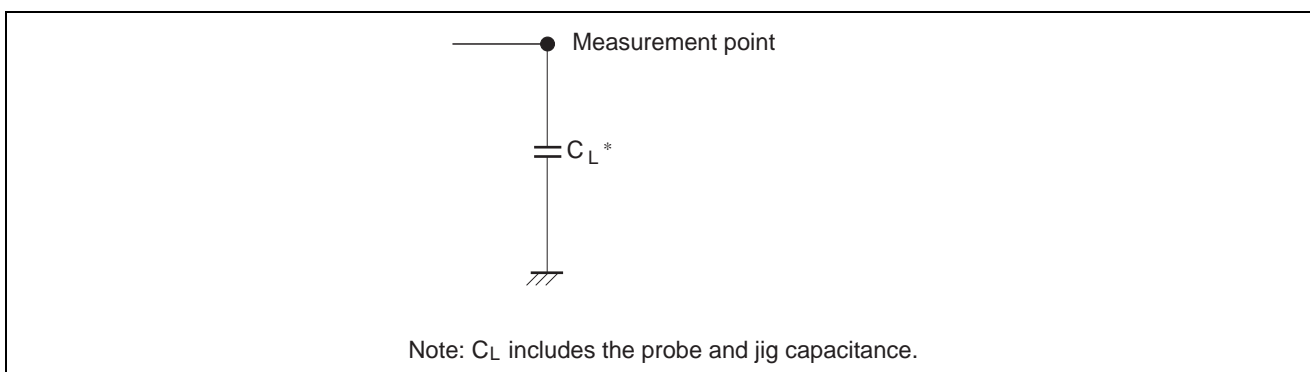 Measurement point
CL*
Note: CL includes the probe and jig capacitance.